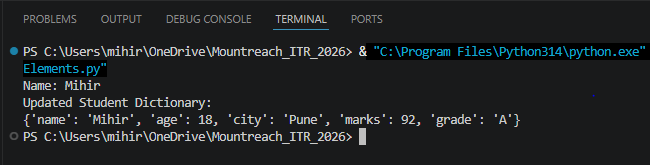 PROBLEMS OUTPUT DEBUG CONSOLE TERMINAL PORTS
PS C:\Users\mihir\OneDrive\Mountreach_ITR_2026> & "C:\Program Files\Python314\python.exe"
Elements.py"
Name: Mihir
Updated Student Dictionary:
{'name': 'Mihir', 'age': 18, 'city': 'Pune', 'marks': 92, 'grade': 'A'}
PS C:\Users\mihir\OneDrive\Mountreach_ITR_2026>